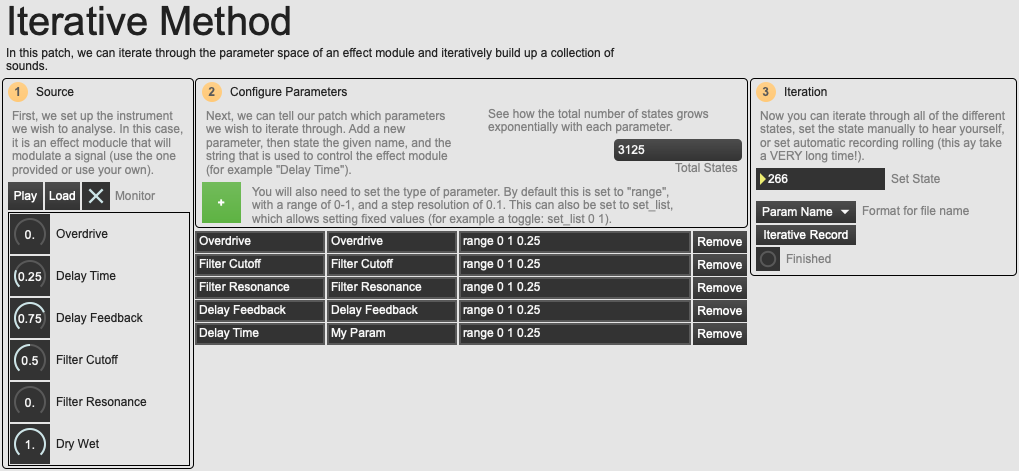 Iterative Method
In this patch, we can iterate through the parameter space of an effect module and iteratively build up a collection of
sounds.
1 Source
First, we set up the instrument
we wish to analyse. In this case,
it is an effect moducle that will
modulate a signal (use the one
provided or use your own).
Play Load Monitor
0. Overdrive
0.25 Delay Time
0.75 Delay Feedback
0.5 Filter Cutoff
0. Filter Resonance
1. Dry Wet
2 Configure Parameters
Next, we can tell our patch which parameters
we wish to iterate through. Add a new
parameter, then state the given name, and the
string that is used to control the effect module
(for example "Delay Time").
See how the total number of states grows
exponentially with each parameter.
3125
Total States
+
You will also need to set the type of parameter. By default this is set to "range",
with a range of 0-1, and a step resolution of 0.1. This can also be set to set_list,
which allows setting fixed values (for example a toggle: set_list 0 1).
Overdrive Overdrive range 0 1 0.25 Remove
Filter Cutoff Filter Cutoff range 0 1 0.25 Remove
Filter Resonance Filter Resonance range 0 1 0.25 Remove
Delay Feedback Delay Feedback range 0 1 0.25 Remove
Delay Time My Param range 0 1 0.25 Remove
3 Iteration
Now you can iterate through all of the different
states, set the state manually to hear yourself,
or set automatic recording rolling (this ay take
a VERY long time!).
266 Set State
Param Name Format for file name
Iterative Record
Finished